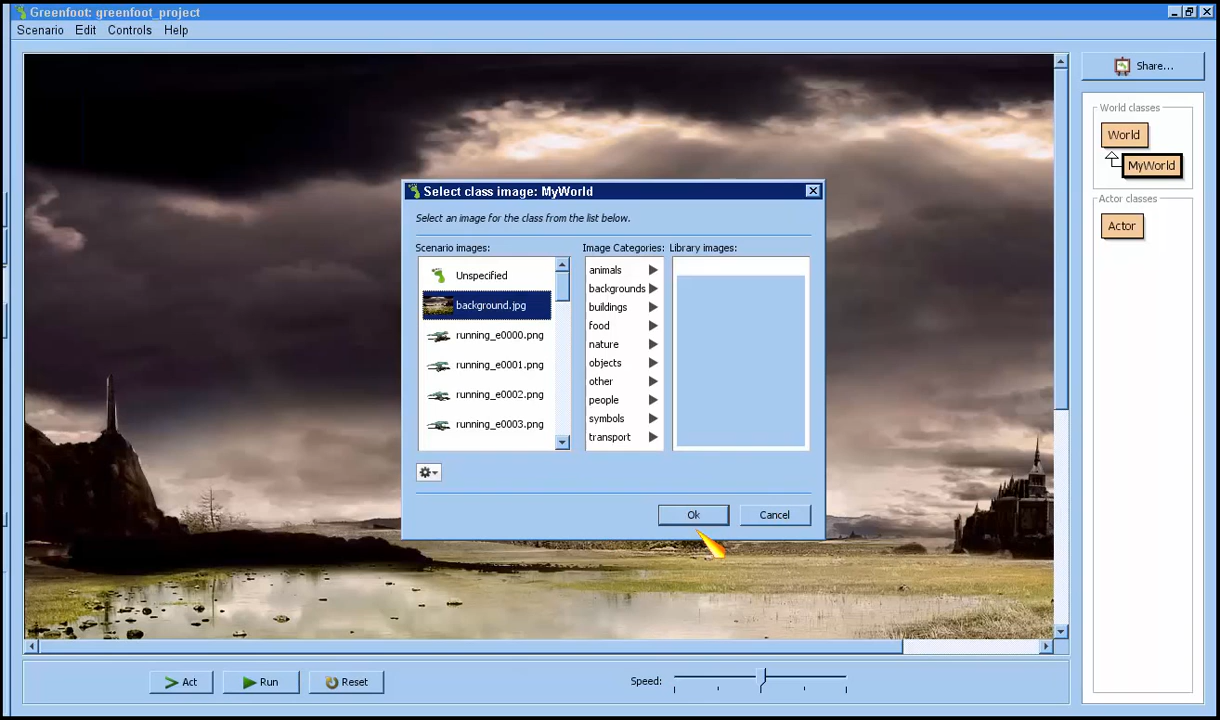 Greenfoot: greenfoot_project
Scenario Edit Controls Help
Share...
World classes
World
MyWorld
Actor classes
Actor
Select class image: MyWorld
Select an image for the class from the list below.
Scenario images:
Unspecified
background.jpg
running_e0000.png
running_e0001.png
running_e0002.png
running_e0003.png
Image Categories:
animals
backgrounds
buildings
food
nature
objects
other
people
symbols
transport
Library images:
Ok Cancel
Act Run Reset Speed: